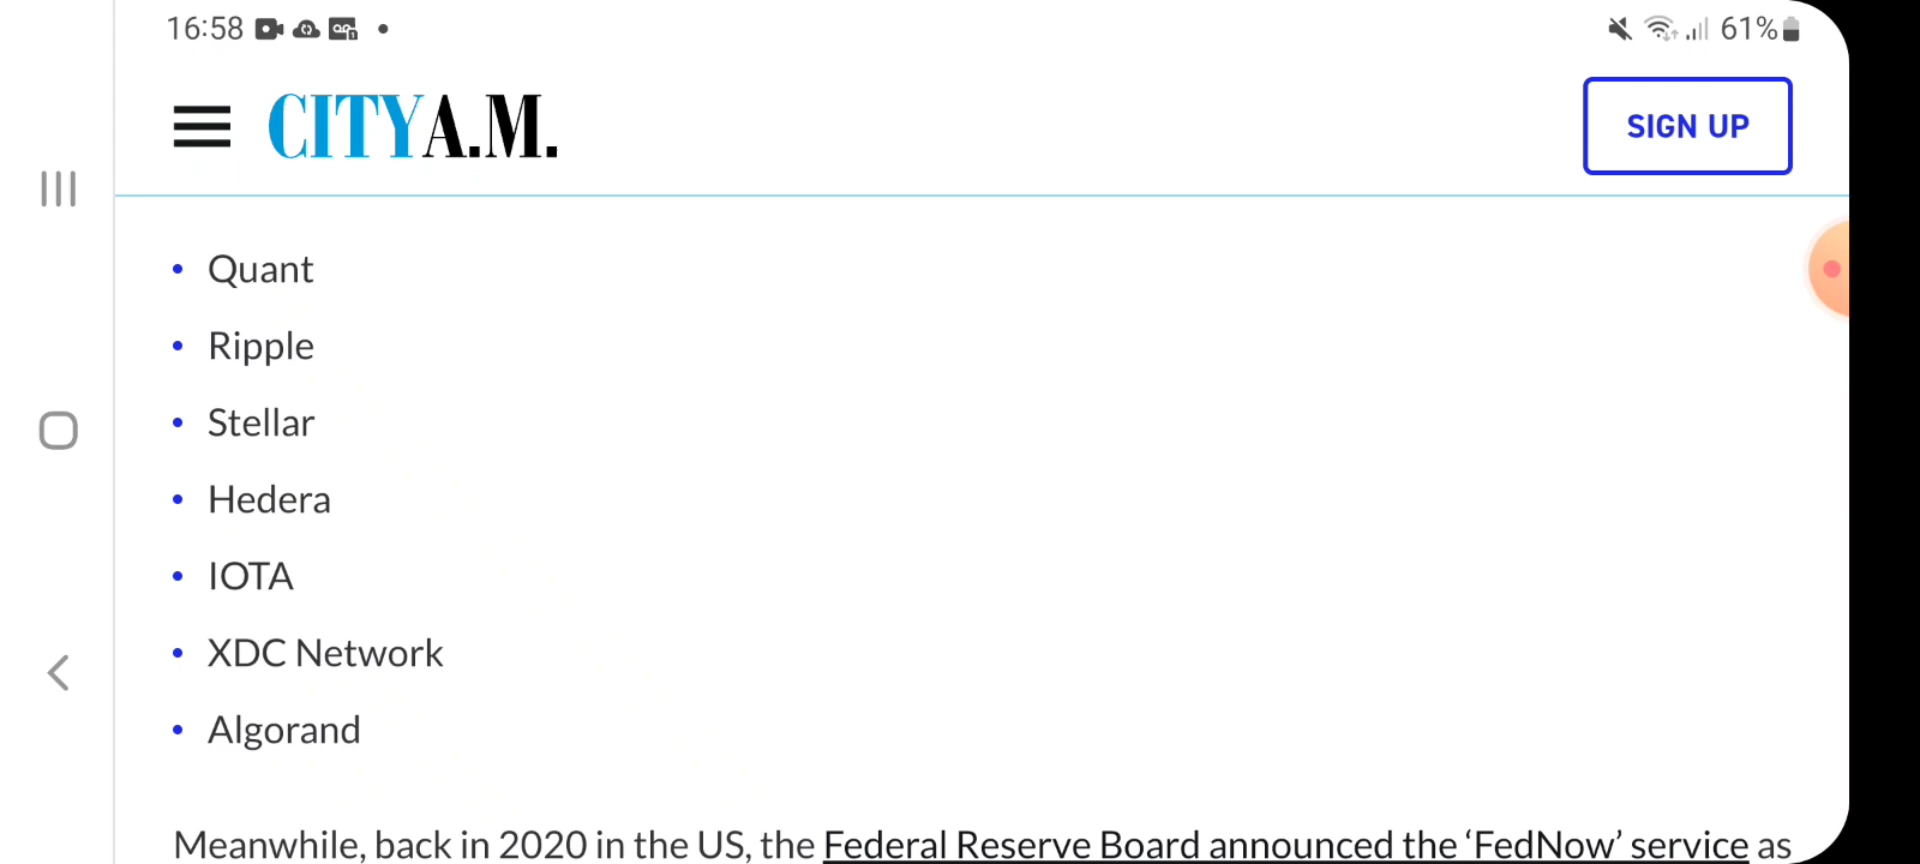 16:58
61%
CITYA.M.
SIGN UP
• Quant
• Ripple
• Stellar
• Hedera
• IOTA
• XDC Network
• Algorand
Meanwhile, back in 2020 in the US, the Federal Reserve Board announced the ‘FedNow’ service as